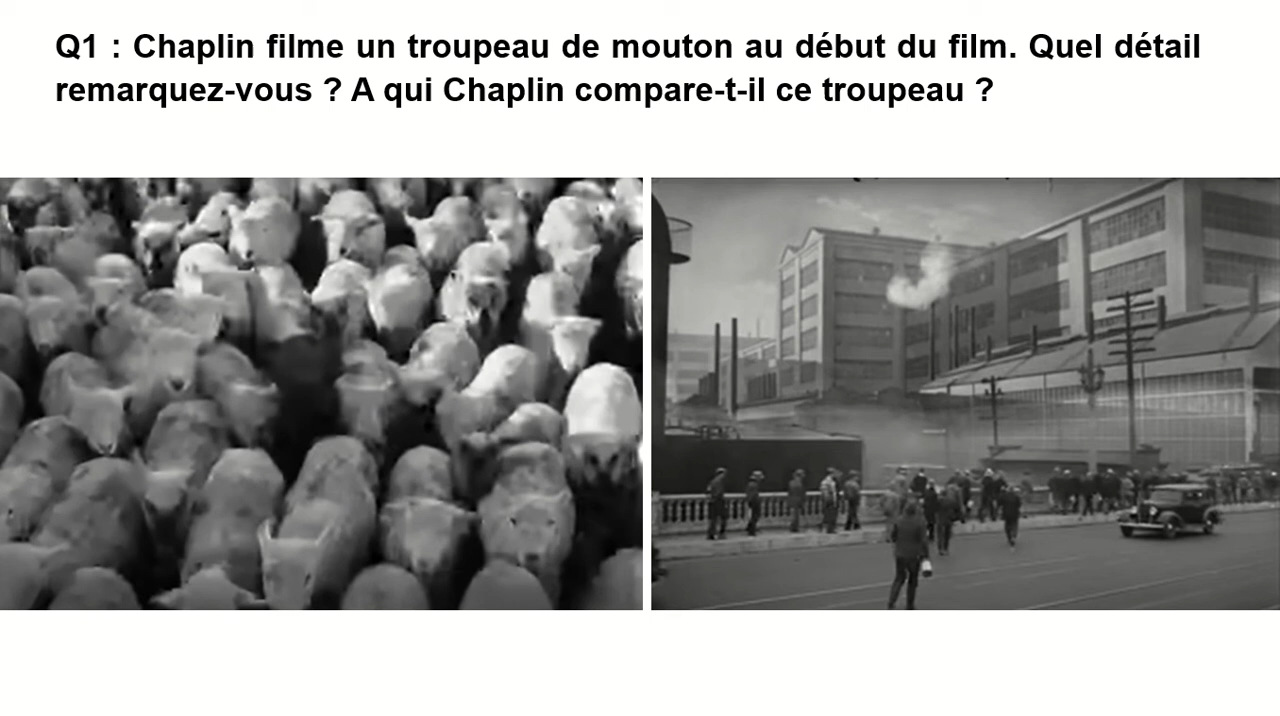 Q1 : Chaplin filme un troupeau de mouton au début du film. Quel détail
remarquez-vous ? A qui Chaplin compare-t-il ce troupeau ?